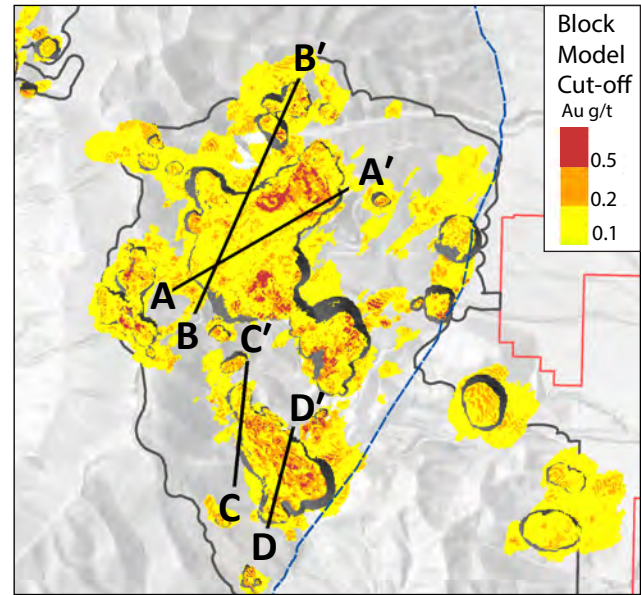 Block
Model
Cut-off
Au g/t
0.5
0.2
0.1
B′
A′
A
B
C′
D′
C
D